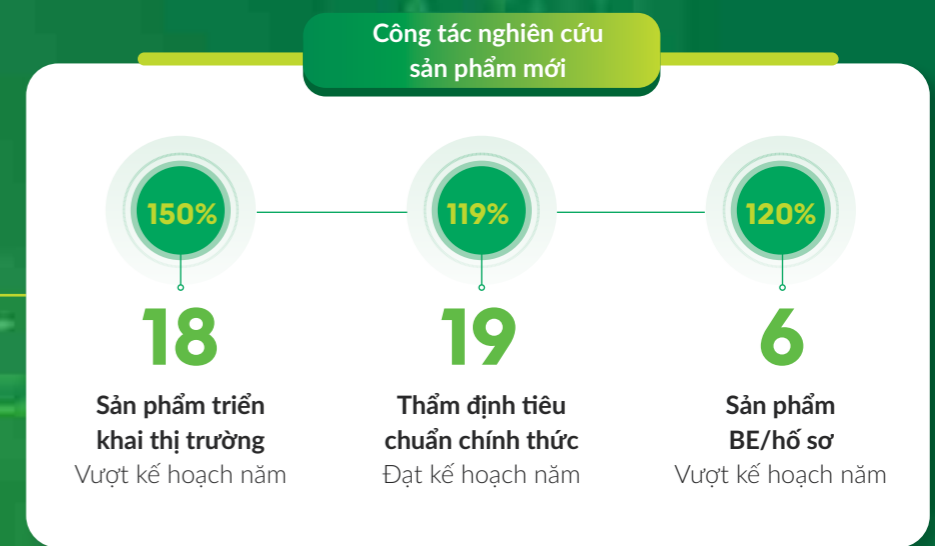 Công tác nghiên cứu
sản phẩm mới
150%
119%
120%
18
19
6
Sản phẩm triển
khai thị trường
Vượt kế hoạch năm
Thẩm định tiêu
chuẩn chính thức
Đạt kế hoạch năm
Sản phẩm
BE/hố sơ
Vượt kế hoạch năm